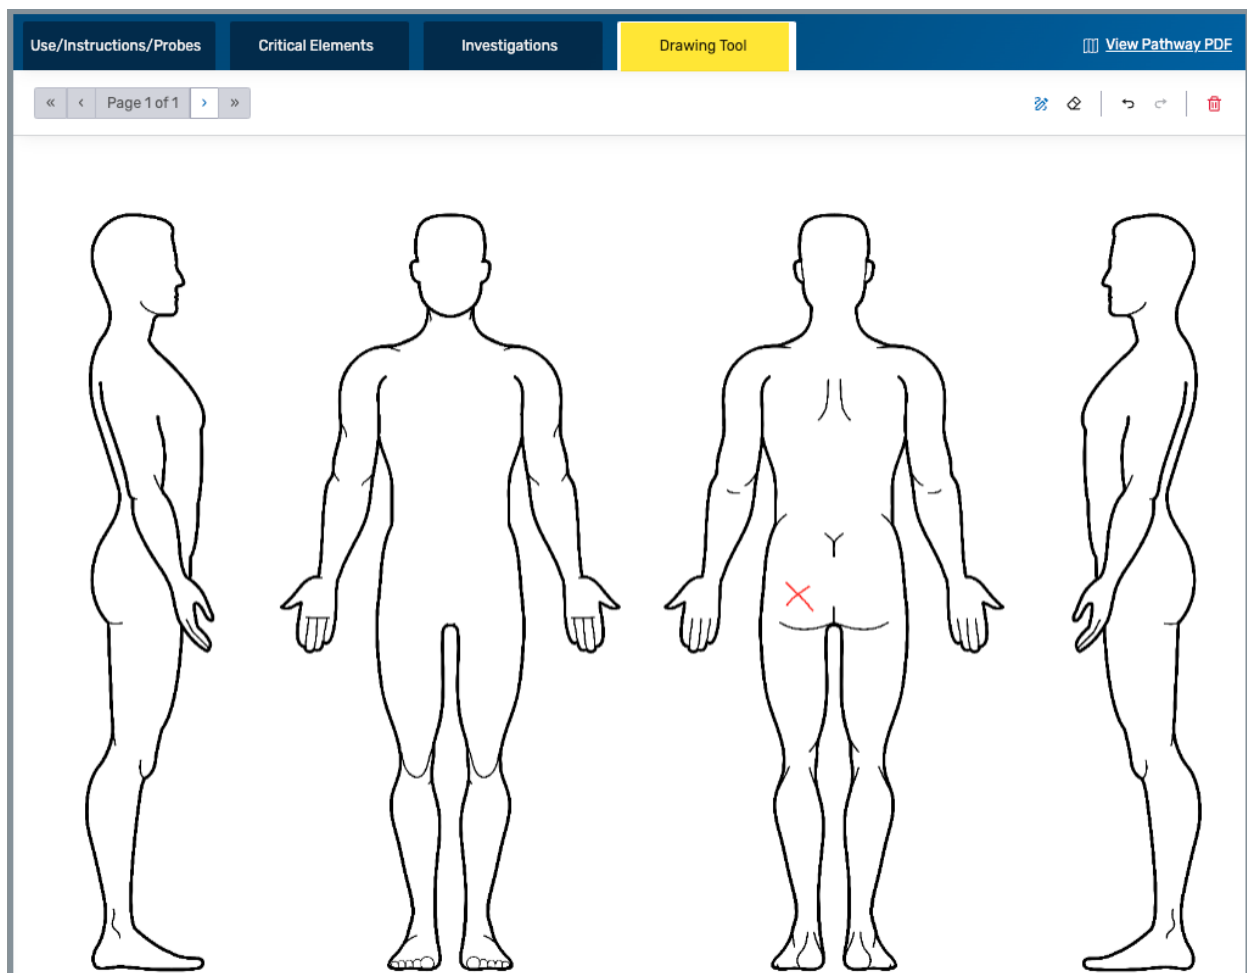 Use/Instructions/Probes
Critical Elements
Investigations
Drawing Tool
View Pathway PDF
« ‹ Page 1 of 1 › »